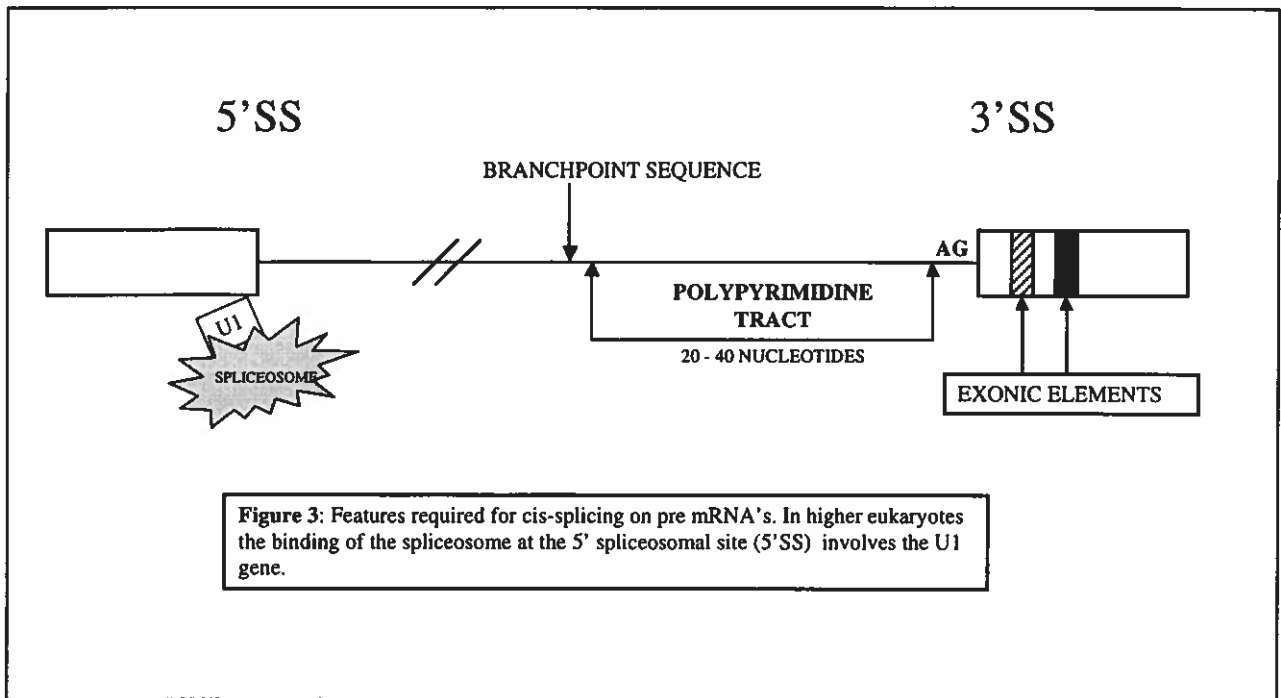 5'SS
3'SS
BRANCHPOINT SEQUENCE
AG
POLYPYRIMIDINE
TRACT
20 - 40 NUCLEOTIDES
U1
SPLICEOSOME
EXONIC ELEMENTS
Figure 3: Features required for cis-splicing on pre mRNA's. In higher eukaryotes
the binding of the spliceosome at the 5' spliceosomal site (5'SS) involves the U1
gene.